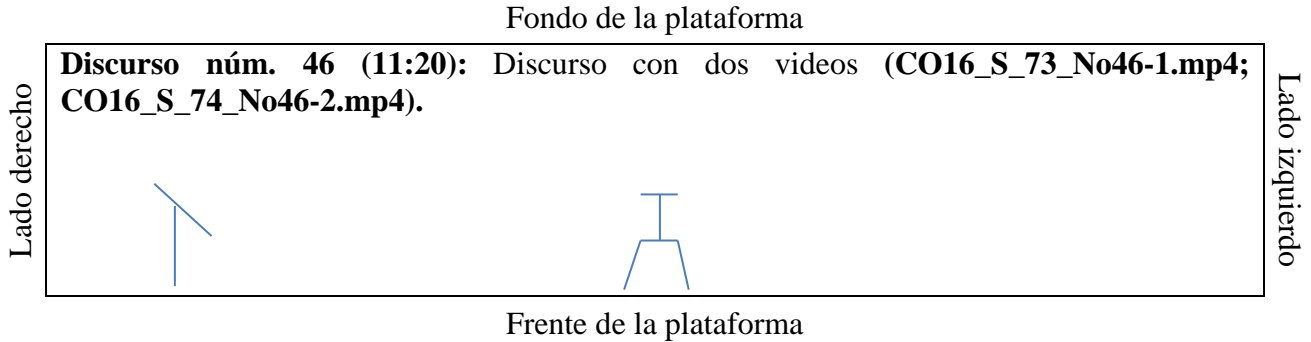 Fondo de la plataforma
Discurso núm. 46 (11:20): Discurso con dos videos (CO16_S_73_No46-1.mp4;
CO16_S_74_No46-2.mp4).
Lado derecho
Lado izquierdo
Frente de la plataforma